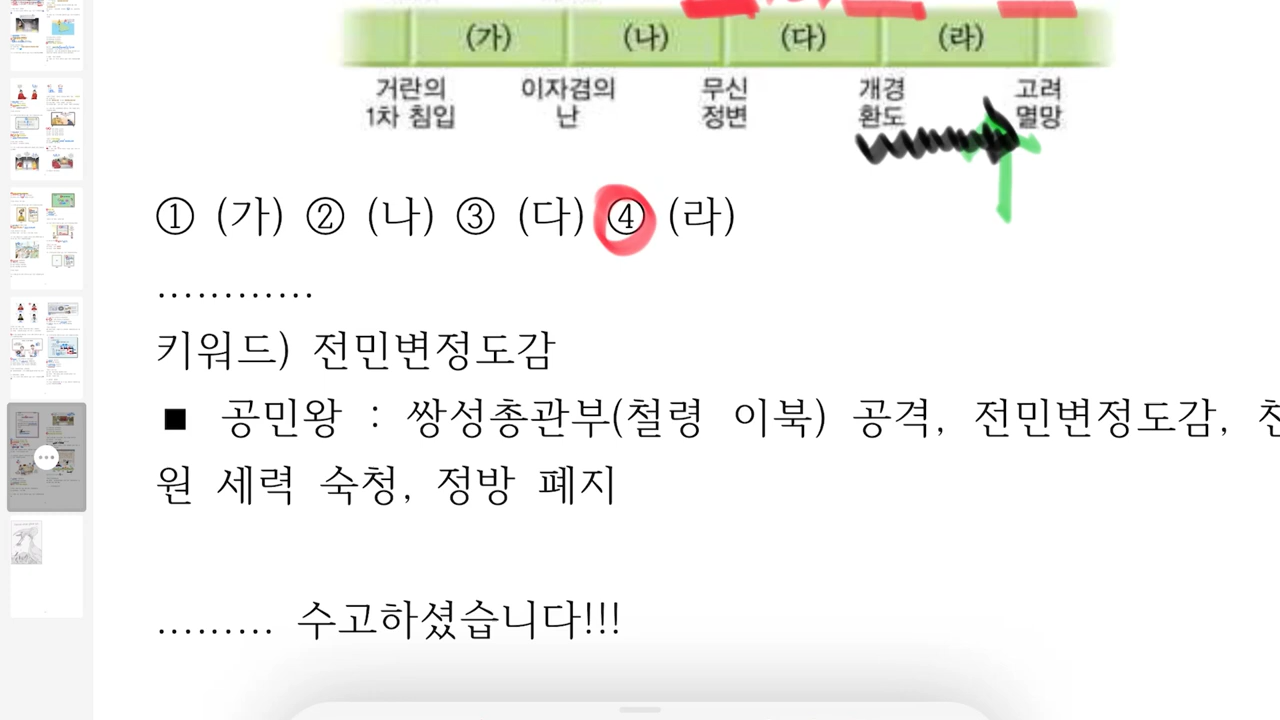 (가) (나) (다) (라)
거란의 이자겸의 무신 개경 고려
1차 침입 난 정변 환도 멸망
① (가) ② (나) ③ (다) ④ (라)
............
키워드) 전민변정도감
■ 공민왕 : 쌍성총관부(철령 이북) 공격, 전민변정도감, 친
원 세력 숙청, 정방 폐지
......... 수고하셨습니다!!!